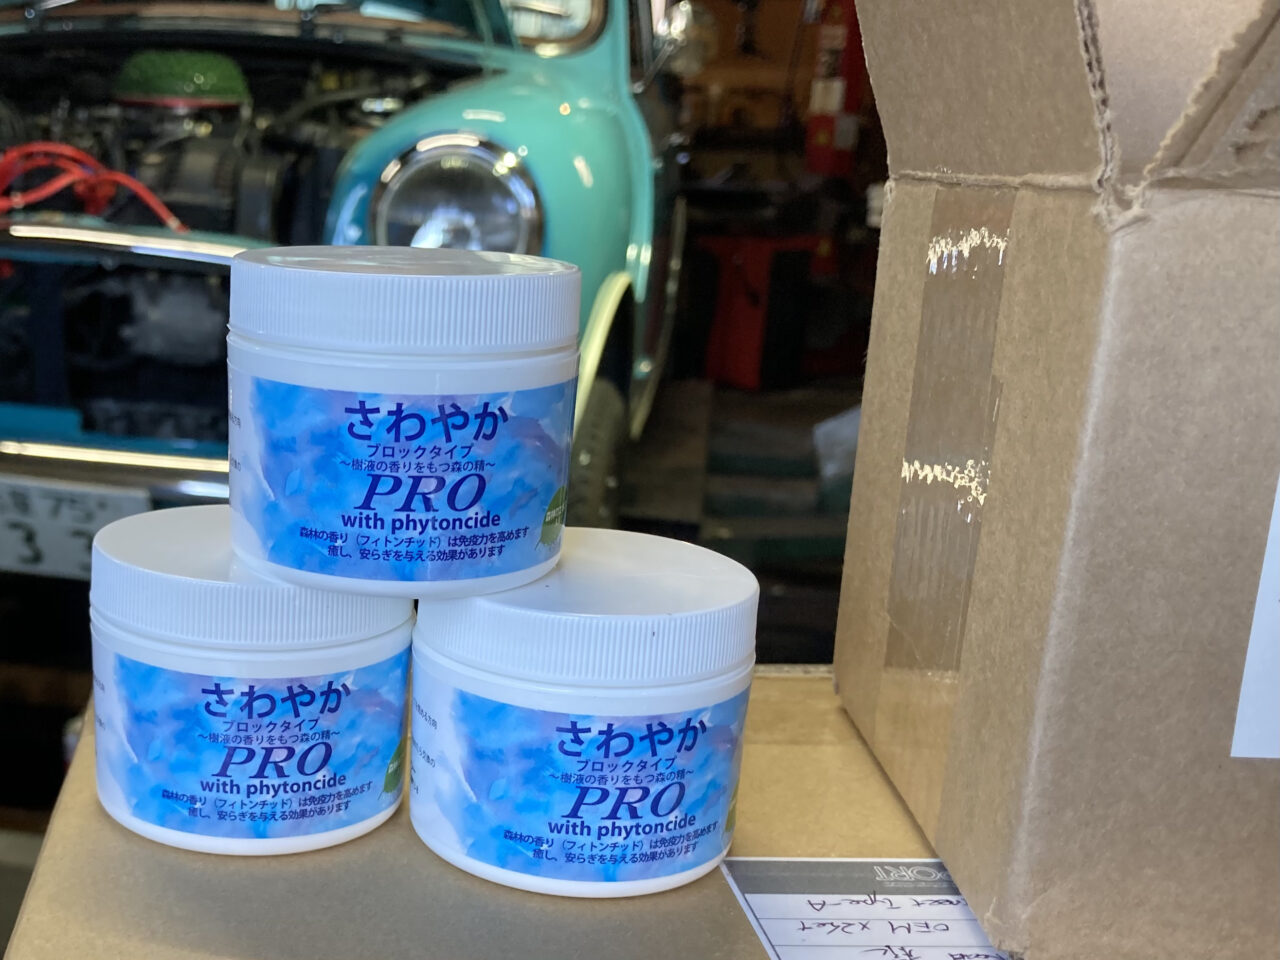 さわやか
ブロックタイプ
〜樹液の香りをもつ森の精〜
PRO
with phytoncide
森林の香り（フィトンチッド）は免疫力を高めます
癒し、安らぎを与える効果があります
さわやか
ブロックタイプ
〜樹液の香りをもつ森の精〜
PRO
with phytoncide
森林の香り（フィトンチッド）は免疫力を高めます
癒し、安らぎを与える効果があります
さわやか
ブロックタイプ
〜樹液の香りをもつ森の精〜
PRO
with phytoncide
森林の香り（フィトンチッド）は免疫力を高めます
癒し、安らぎを与える効果があります
75
33
PORT
Type-A
OEM x2set